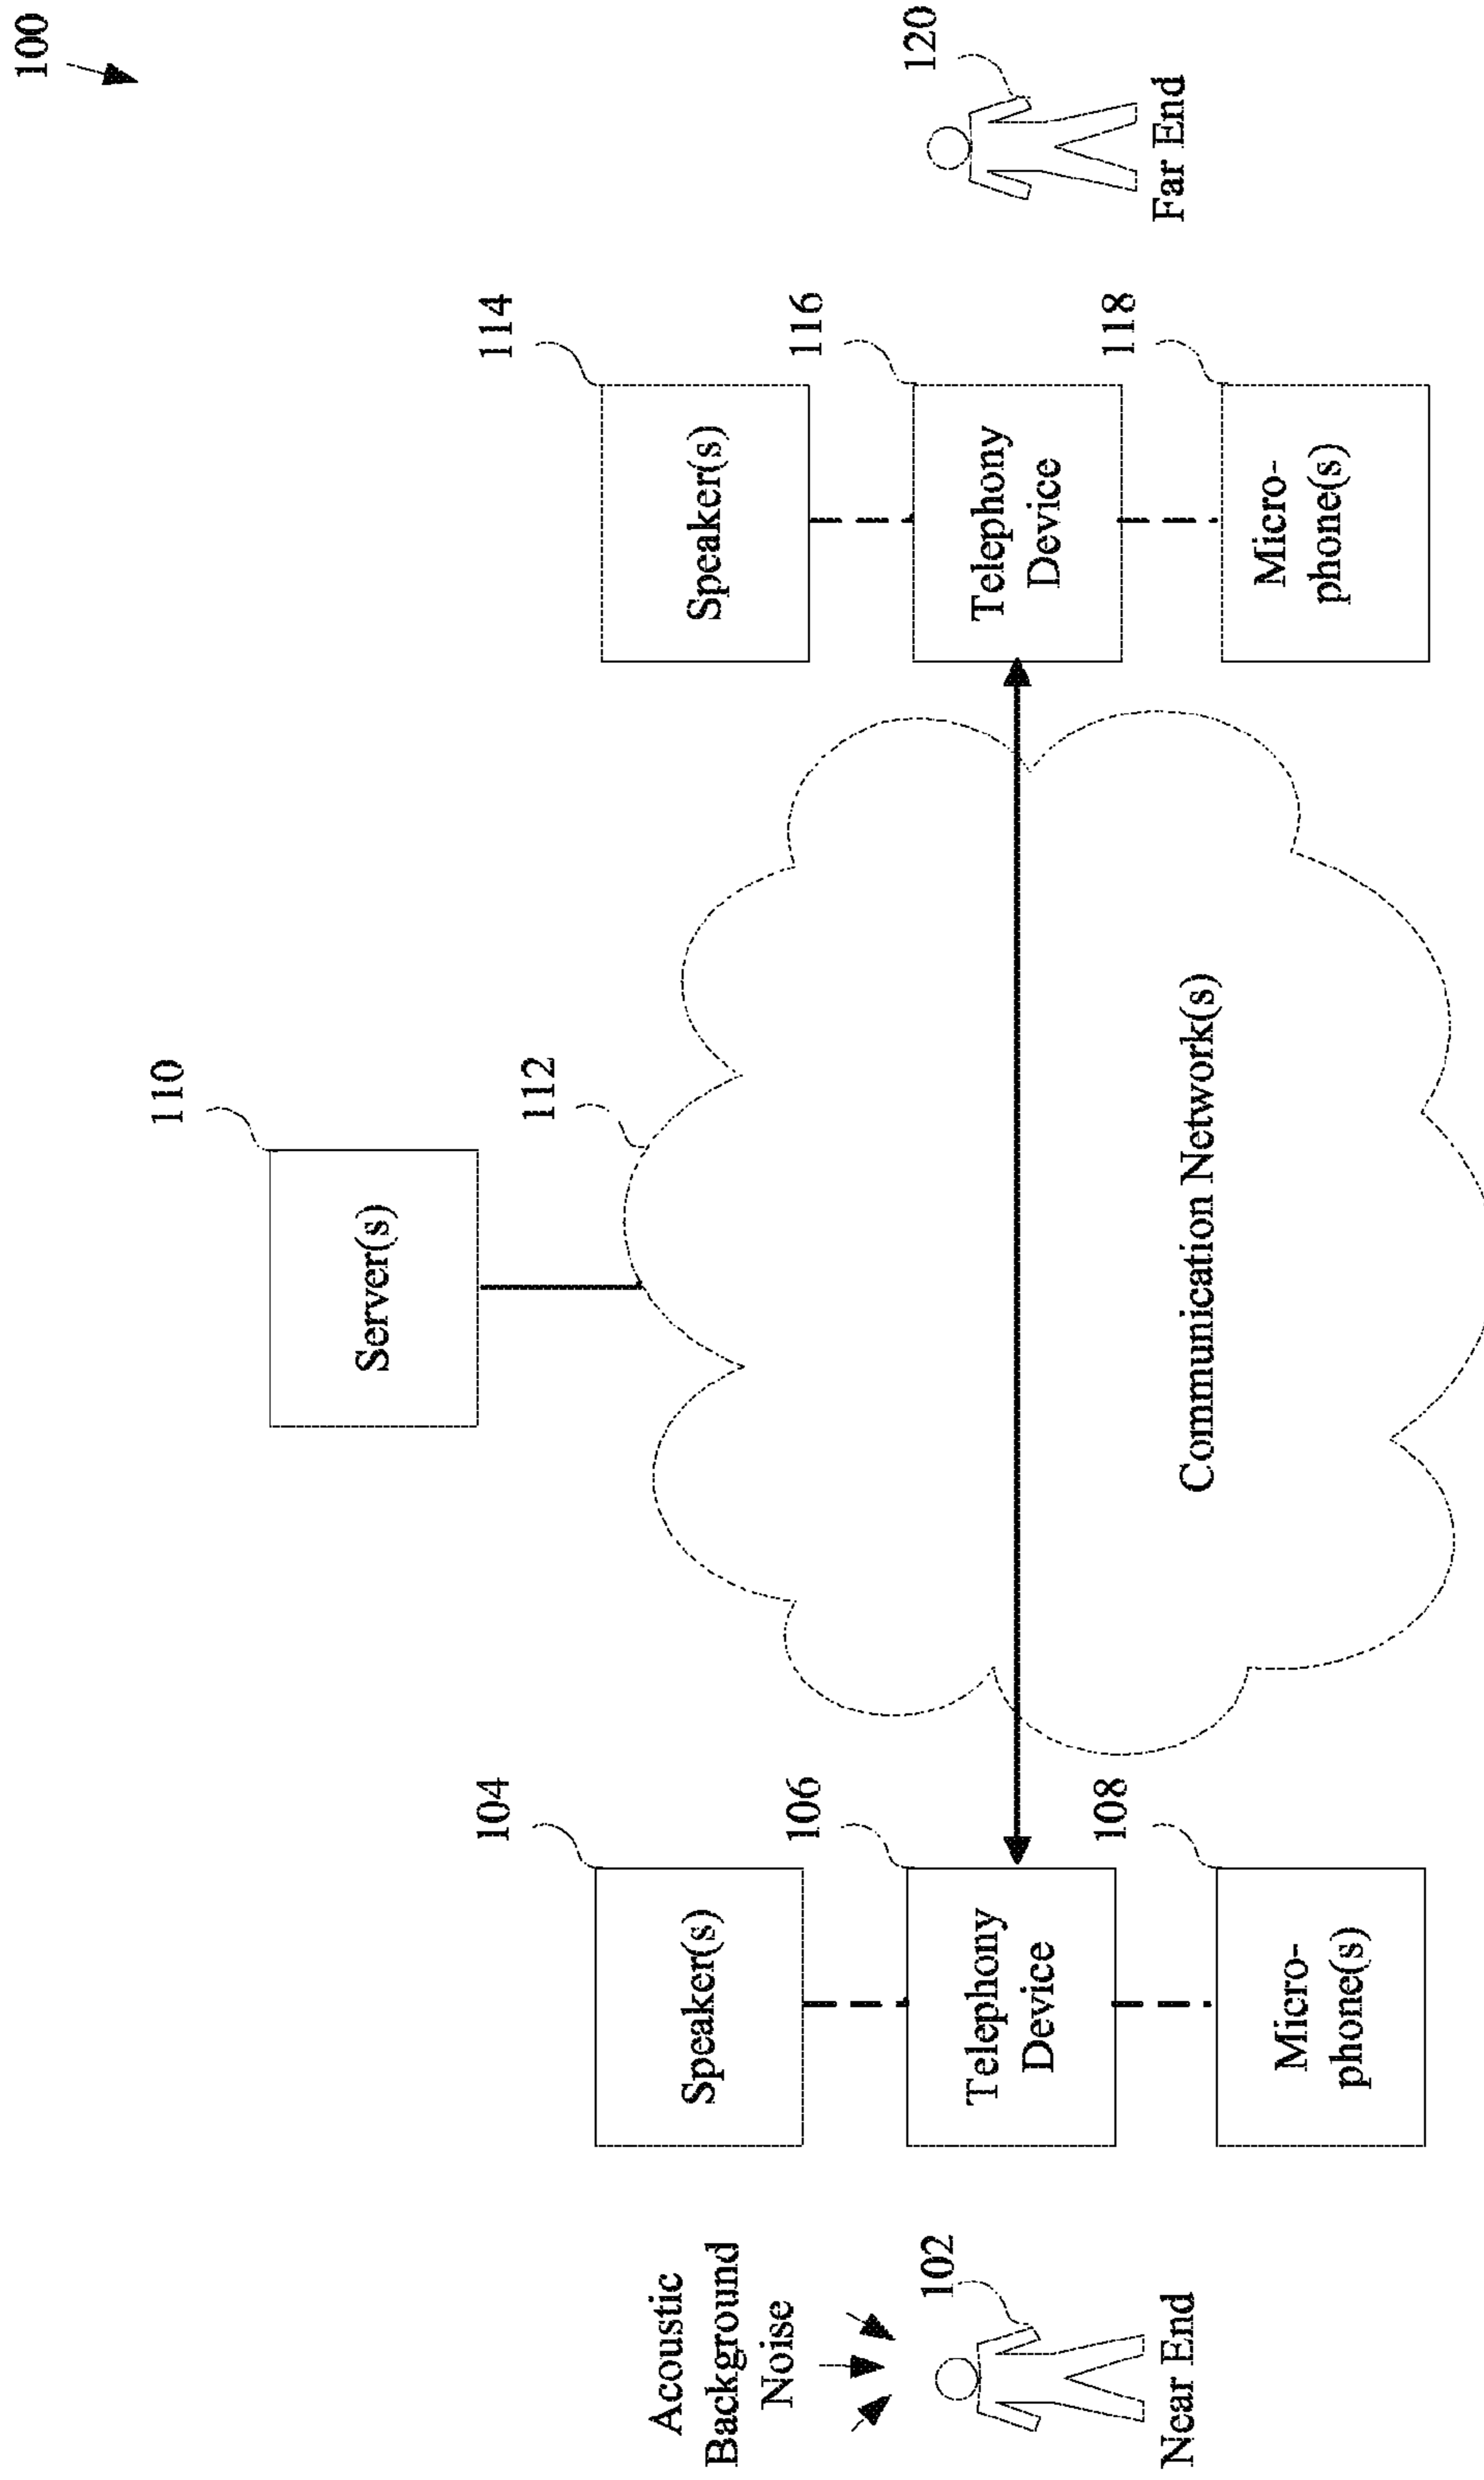 100
110
Server(s)
112
104
Speaker(s)
114
Speaker(s)
Acoustic
Background
Noise
106
Telephony
Device
116
Telephony
Device
102
120
108
Micro-
phone(s)
Communication Network(s)
118
Micro-
phone(s)
Near End
Far End